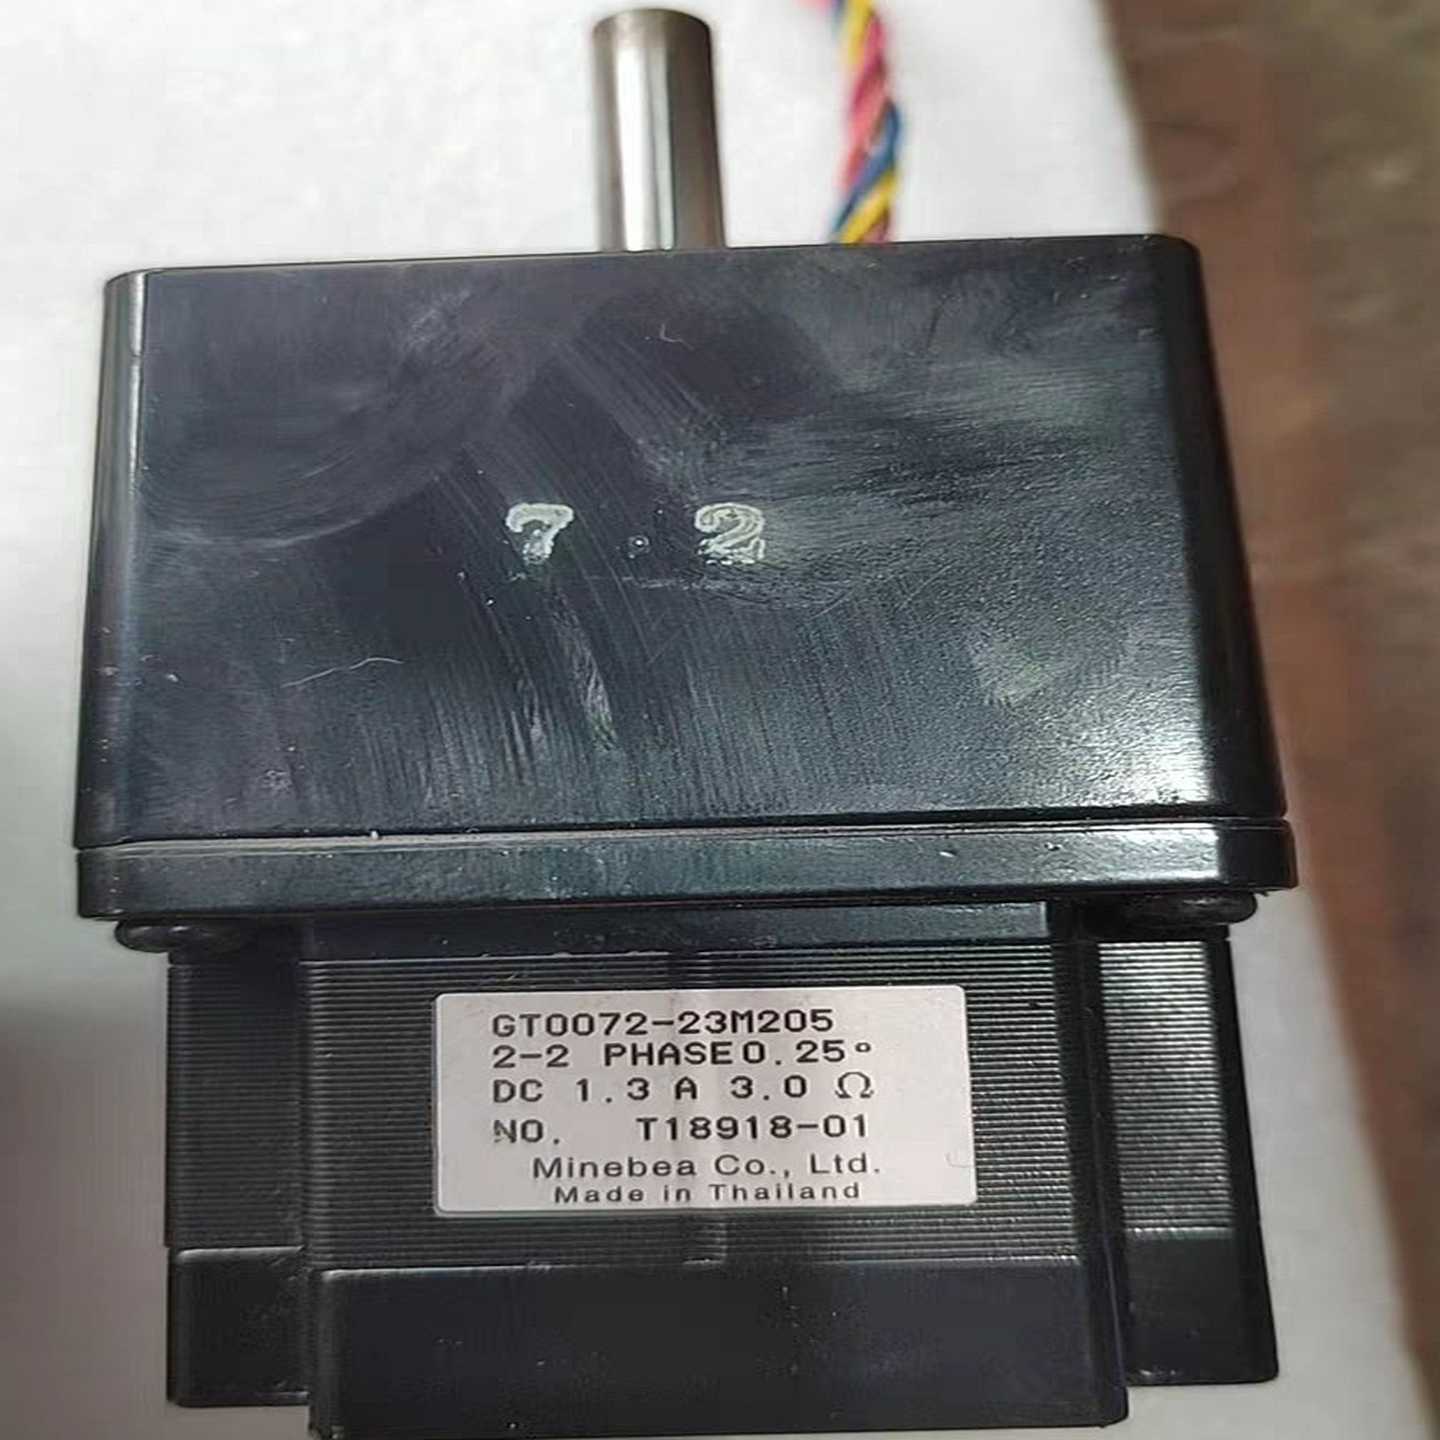 7.2
GT0072-23M205
2-2 PHASE 0.25°
DC 1.3 A 3.0 Ω
NO. T18918-01
Minebea Co., Ltd.
Made in Thailand